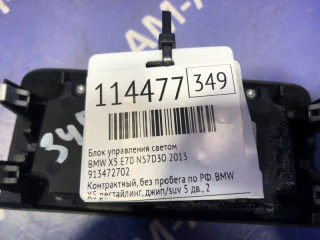 114477 349
Блок управления светом
BMW X5 E70 N57D30 2013
913472702
Контрактный, без пробега по РФ. BMW
X5 рестайлинг, джип/suv 5 дв., 2